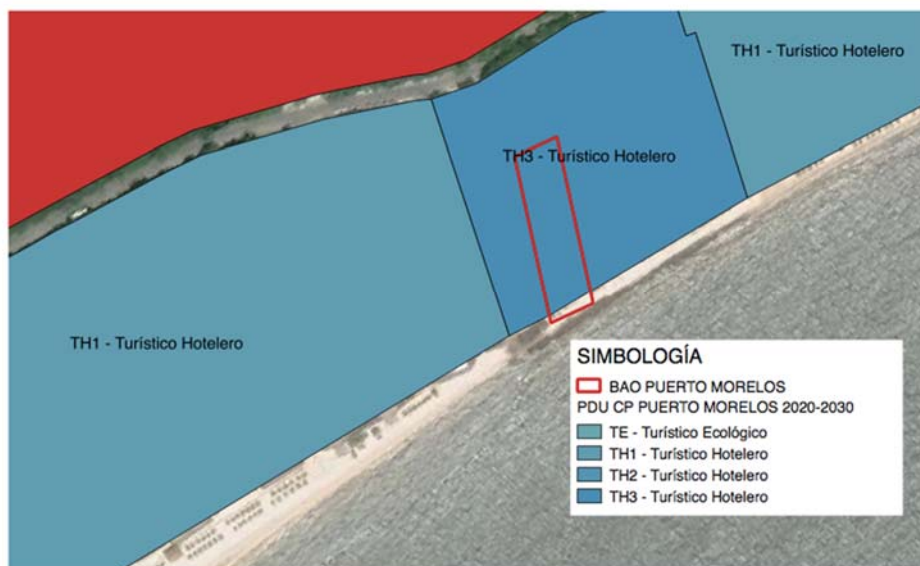 TH1 - Turístico Hotelero
TH3 - Turístico Hotelero
TH1 - Turístico Hotelero
SIMBOLOGÍA
BAO PUERTO MORELOS
PDU CP PUERTO MORELOS 2020-2030
TE - Turístico Ecológico
TH1 - Turístico Hotelero
TH2 - Turístico Hotelero
TH3 - Turístico Hotelero